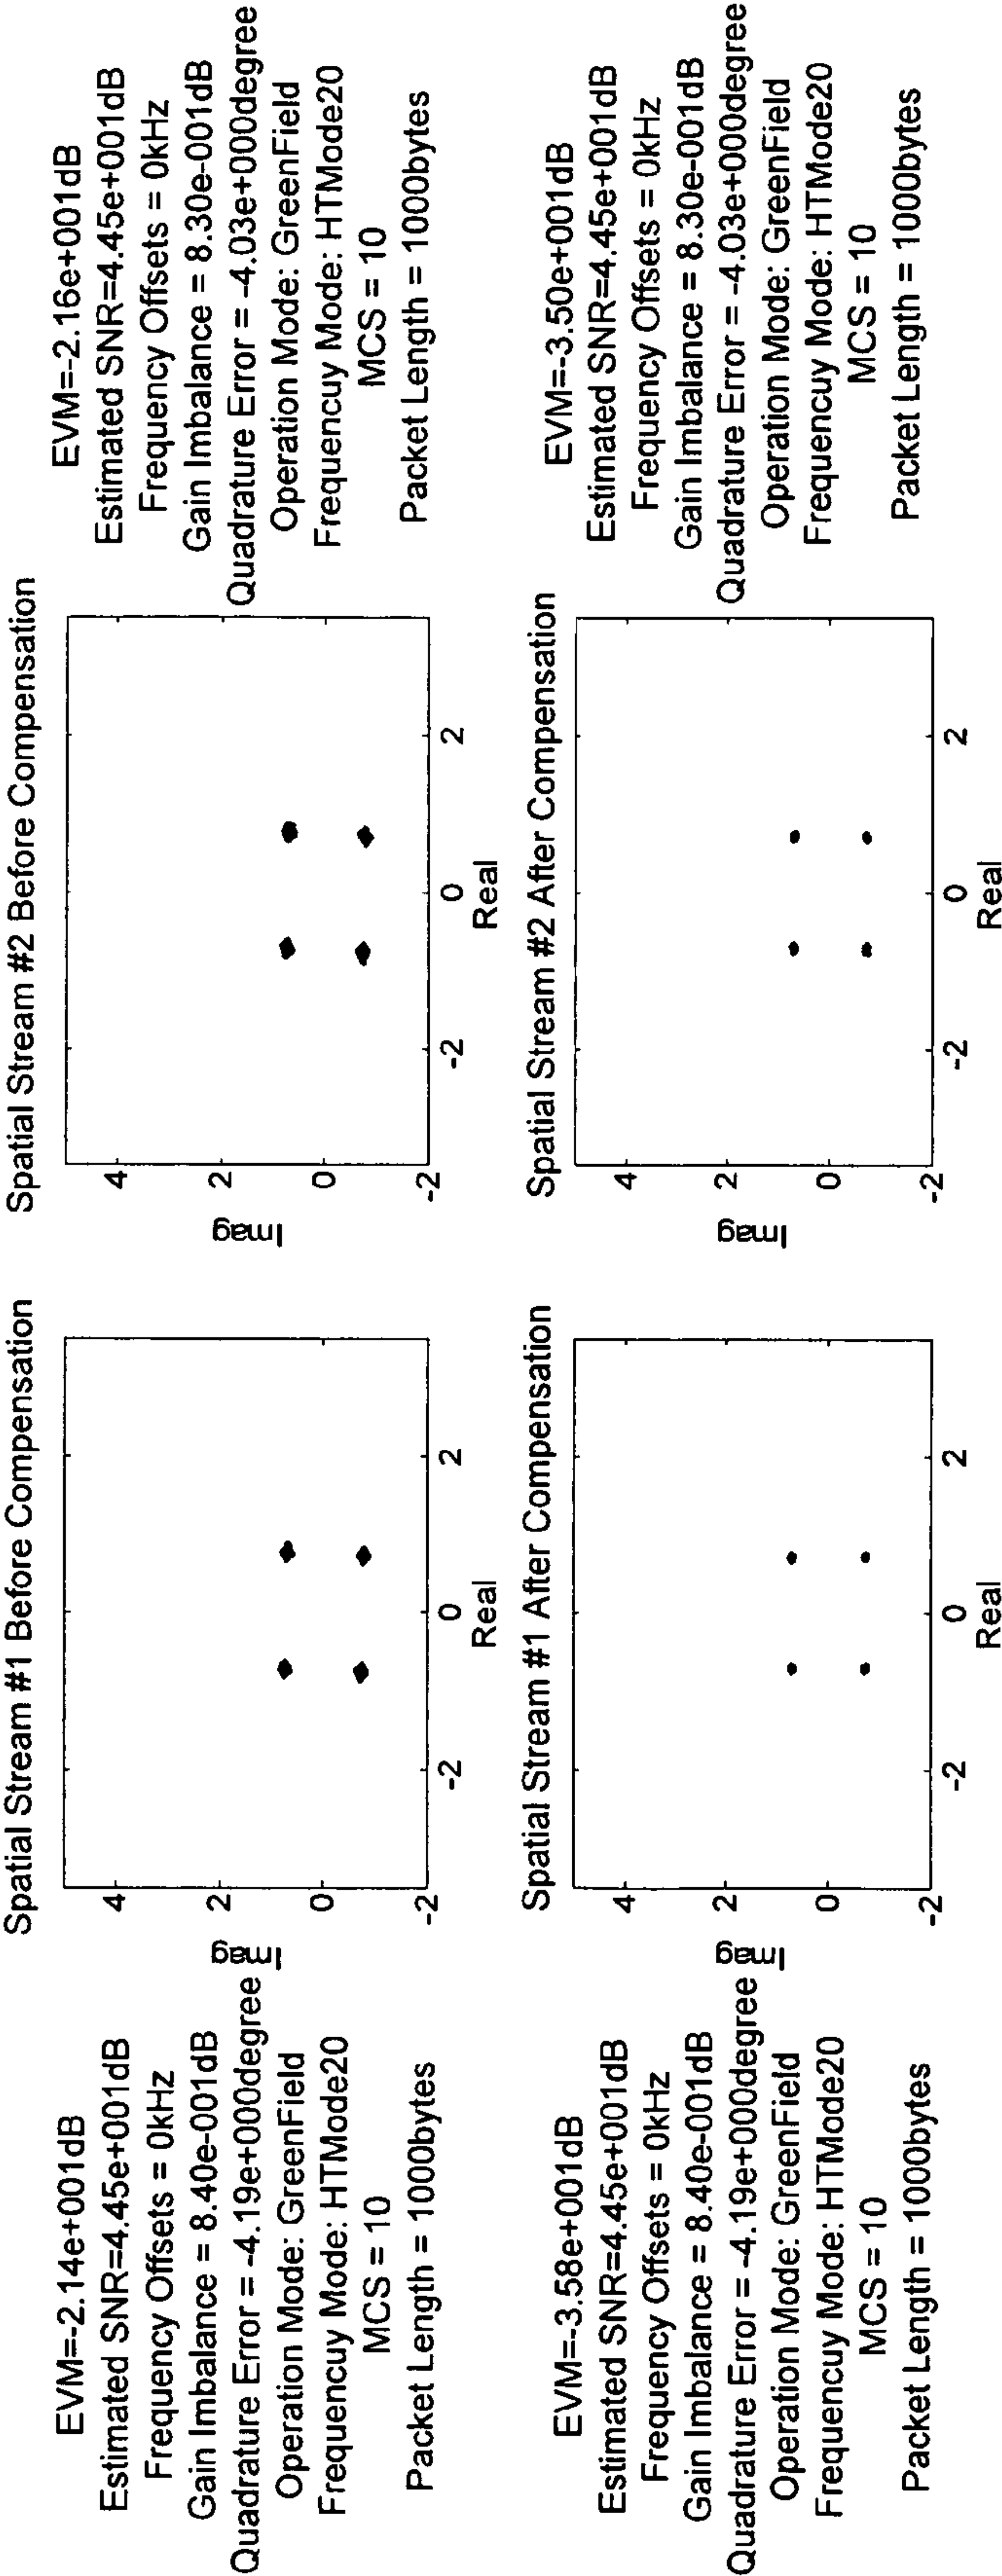 EVM=-2.14e+001dB
Estimated SNR=4.45e+001dB
Frequency Offsets = 0kHz
Gain Imbalance = 8.40e-001dB
Quadrature Error = -4.19e+000degree
Operation Mode: GreenField
Frequencuy Mode: HTMode20
MCS = 10
Packet Length = 1000bytes
Spatial Stream #1 Before Compensation
Imag
4
2
0
-2
-2 0 2
Real
Spatial Stream #2 Before Compensation
Imag
4
2
0
-2
-2 0 2
Real
EVM=-2.16e+001dB
Estimated SNR=4.45e+001dB
Frequency Offsets = 0kHz
Gain Imbalance = 8.30e-001dB
Quadrature Error = -4.03e+000degree
Operation Mode: GreenField
Frequencuy Mode: HTMode20
MCS = 10
Packet Length = 1000bytes
EVM=-3.58e+001dB
Estimated SNR=4.45e+001dB
Frequency Offsets = 0kHz
Gain Imbalance = 8.40e-001dB
Quadrature Error = -4.19e+000degree
Operation Mode: GreenField
Frequencuy Mode: HTMode20
MCS = 10
Packet Length = 1000bytes
Spatial Stream #1 After Compensation
Imag
4
2
0
-2
-2 0 2
Real
Spatial Stream #2 After Compensation
Imag
4
2
0
-2
-2 0 2
Real
EVM=-3.50e+001dB
Estimated SNR=4.45e+001dB
Frequency Offsets = 0kHz
Gain Imbalance = 8.30e-001dB
Quadrature Error = -4.03e+000degree
Operation Mode: GreenField
Frequencuy Mode: HTMode20
MCS = 10
Packet Length = 1000bytes